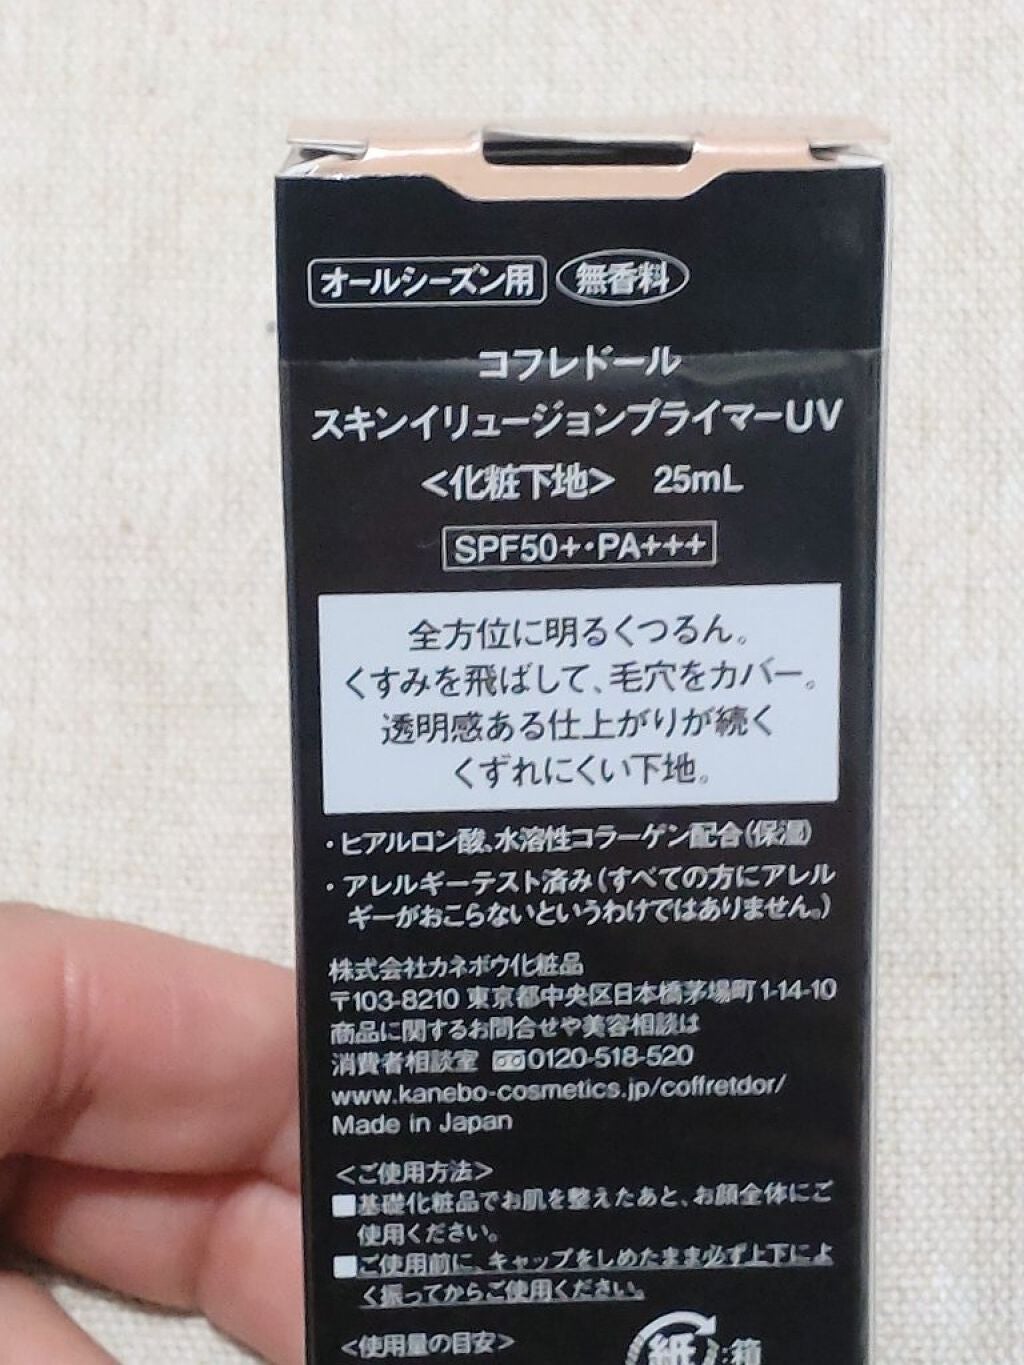 オールシーズン用 無香料
コフレドール
スキンイリュージョンプライマーUV
<化粧下地> 25mL
SPF50+・PA+++
全方位に明るくつるん。
くすみを飛ばして、毛穴をカバー。
透明感ある仕上がりが続く
くずれにくい下地。
・ヒアルロン酸、水溶性コラーゲン配合(保湿)
・アレルギーテスト済み(すべての方にアレル
ギーがおこらないというわけではありません。)
株式会社カネボウ化粧品
〒103-8210 東京都中央区日本橋茅場町1-14-10
商品に関するお問合せや美容相談は
消費者相談室 0120-518-520
www.kanebo-cosmetics.jp/coffretdor/
Made in Japan
<ご使用方法>
■基礎化粧品でお肌を整えたあと、お顔全体にご
使用ください。
■ご使用前に、キャップをしめたまま必ず上下によ
く振ってからご使用ください。
<使用量の目安>
紙 :箱